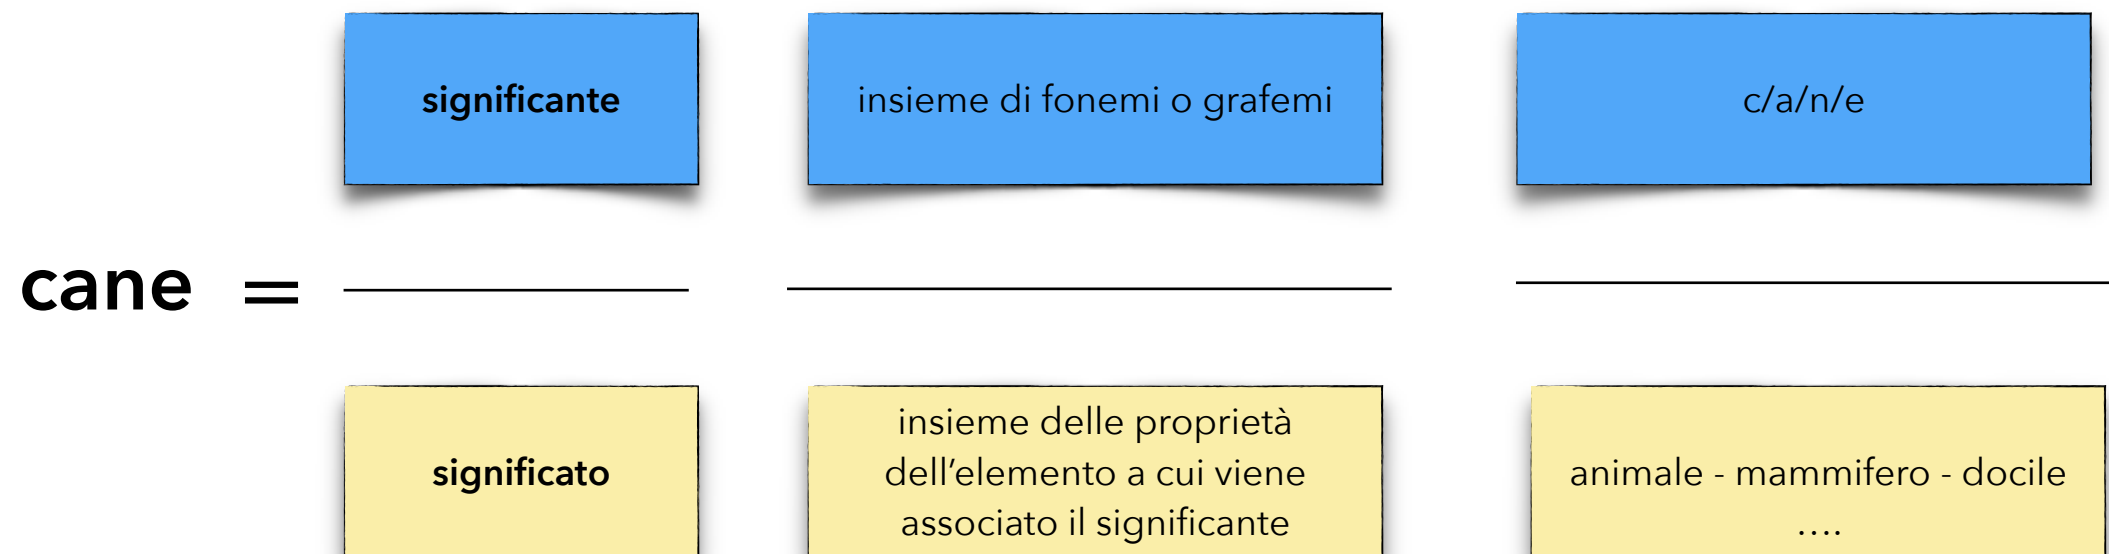 significante
insieme di fonemi o grafemi
c/a/n/e
cane =
significato
insieme delle proprietà
dell’elemento a cui viene
associato il significante
animale - mammifero - docile
….